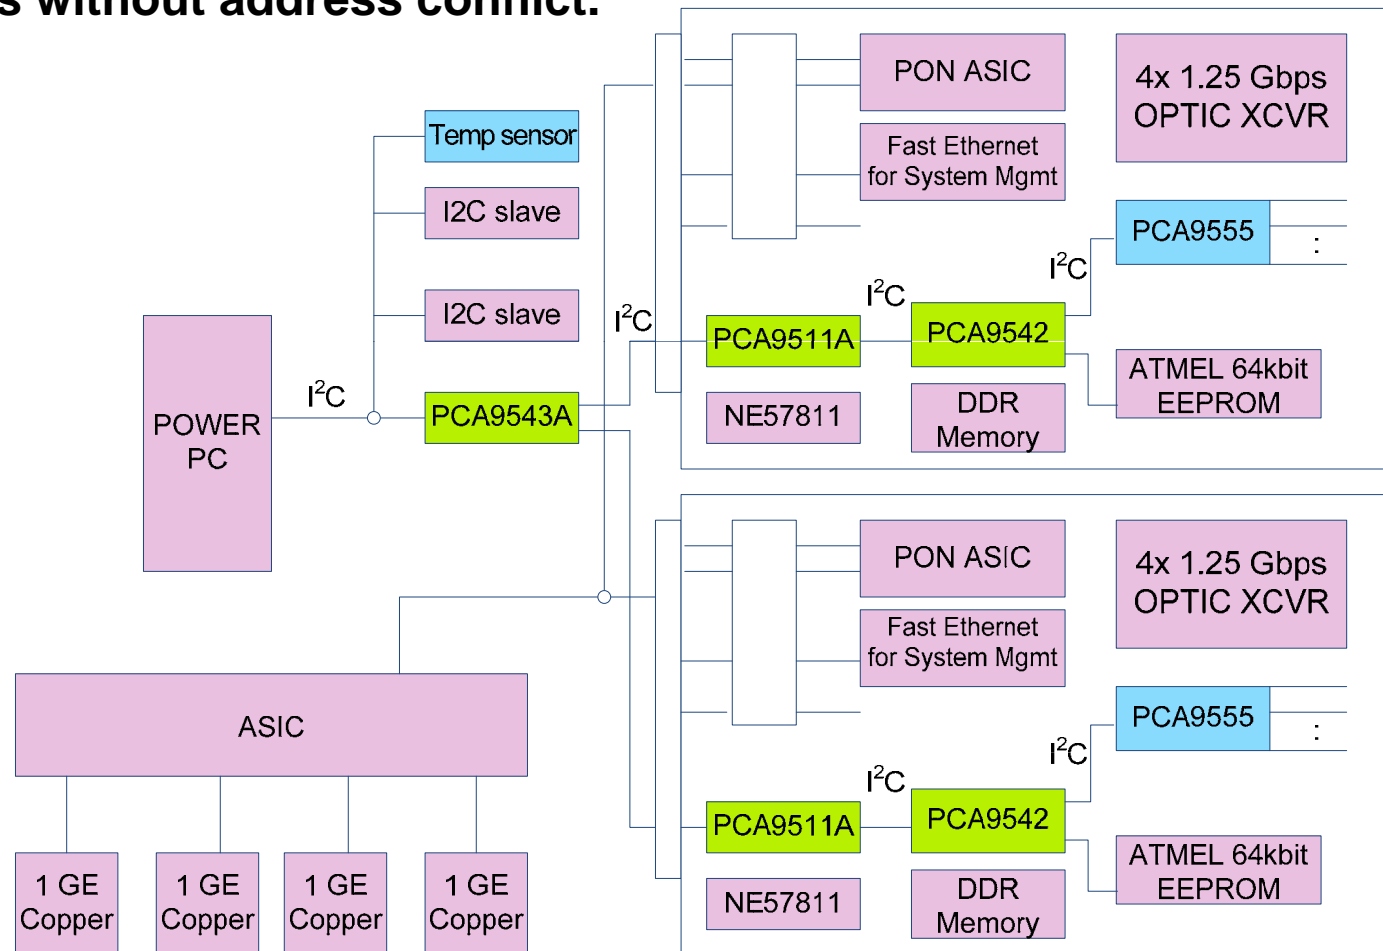 s without address conflict.
PON ASIC
4x 1.25 Gbps
OPTIC XCVR
Temp sensor
Fast Ethernet
for System Mgmt
I2C slave
PCA9555
:
I²C
I²C
I2C slave
I²C
PCA9511A
PCA9542
ATMEL 64kbit
EEPROM
I²C
POWER
PC
PCA9543A
NE57811
DDR
Memory
PON ASIC
4x 1.25 Gbps
OPTIC XCVR
Fast Ethernet
for System Mgmt
PCA9555
:
ASIC
I²C
I²C
PCA9511A
PCA9542
ATMEL 64kbit
EEPROM
1 GE
Copper
1 GE
Copper
1 GE
Copper
1 GE
Copper
NE57811
DDR
Memory